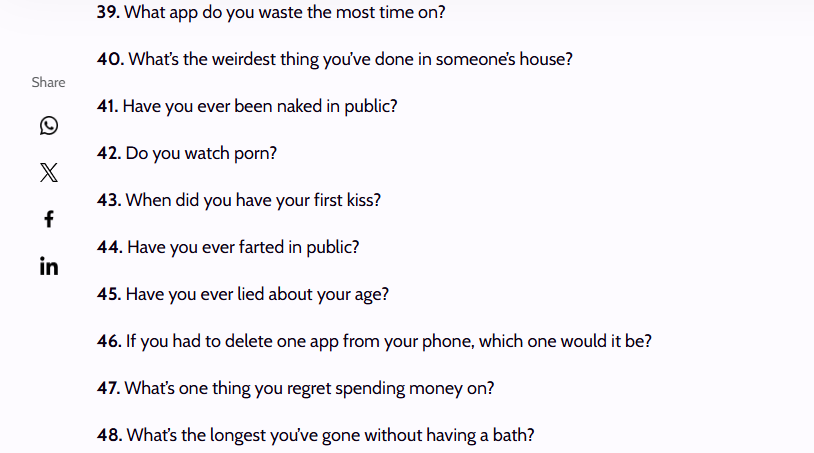 39. What app do you waste the most time on?
40. What's the weirdest thing you've done in someone's house?
Share
41. Have you ever been naked in public?
42. Do you watch porn?
43. When did you have your first kiss?
44. Have you ever farted in public?
45. Have you ever lied about your age?
46. If you had to delete one app from your phone, which one would it be?
47. What's one thing you regret spending money on?
48. What's the longest you've gone without having a bath?